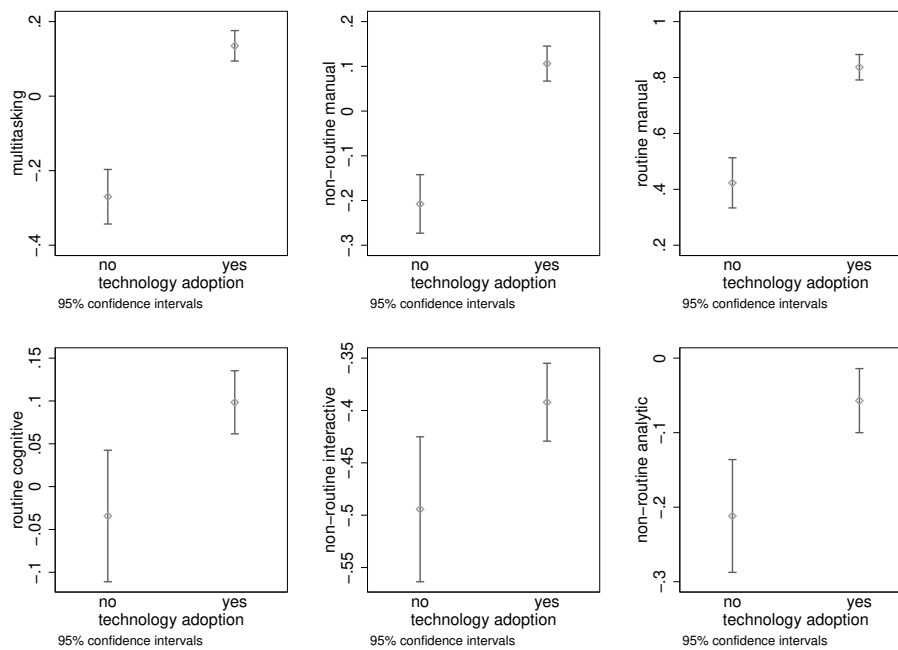 multitasking
.2
0
−.2
−.4
no yes
technology adoption
95% confidence intervals
non−routine manual
.2
.1
0
−.1
−.2
−.3
no yes
technology adoption
95% confidence intervals
routine manual
1
.8
.6
.4
.2
no yes
technology adoption
95% confidence intervals
routine cognitive
.15
.1
.05
0
−.05
−.1
no yes
technology adoption
95% confidence intervals
non−routine interactive
−.35
−.4
−.45
−.5
−.55
no yes
technology adoption
95% confidence intervals
non−routine analytic
0
−.1
−.2
−.3
no yes
technology adoption
95% confidence intervals